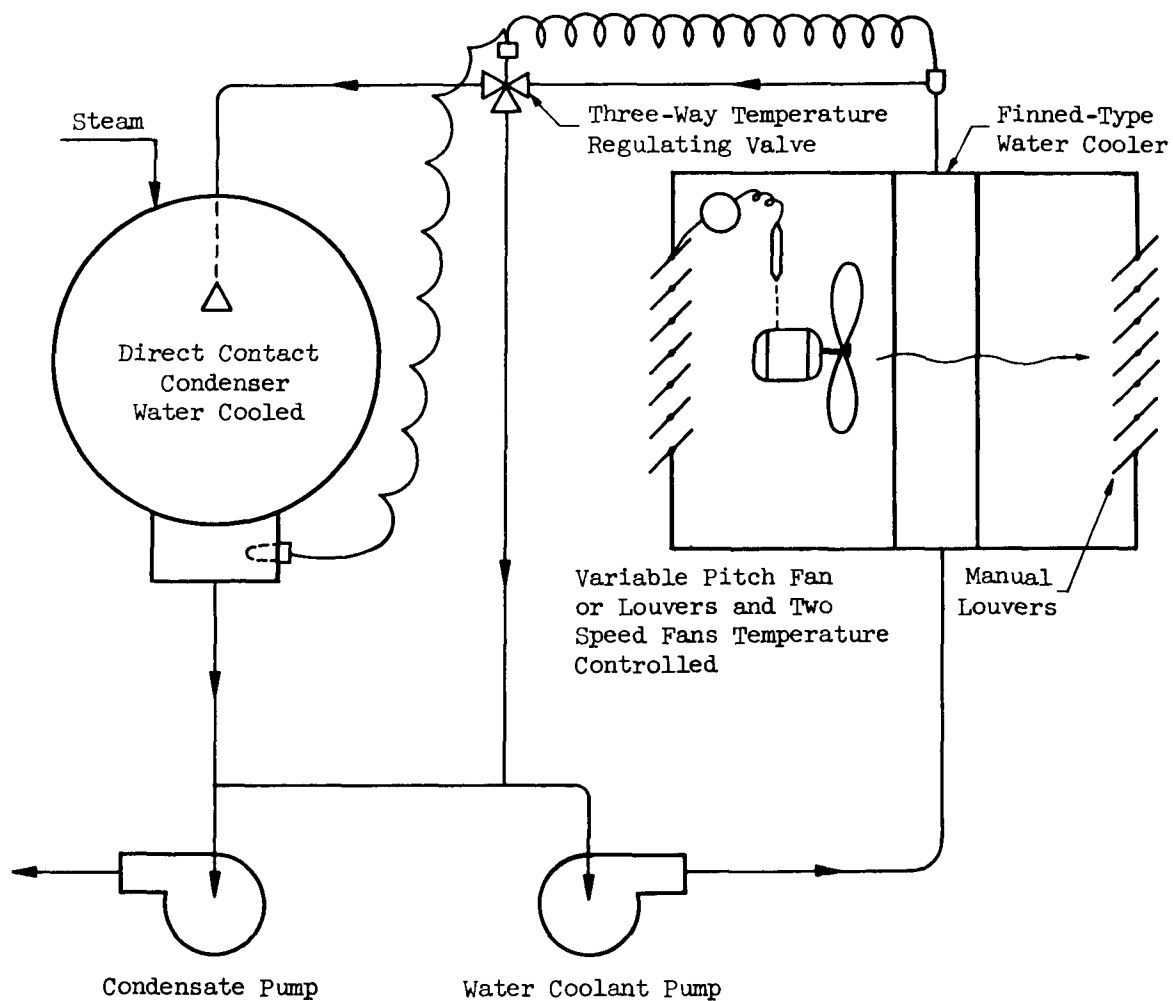 Steam
Three-Way Temperature
Regulating Valve
Finned-Type
Water Cooler
Direct Contact
Condenser
Water Cooled
Variable Pitch Fan
or Louvers and Two
Speed Fans Temperature
Controlled
Manual
Louvers
Condensate Pump
Water Coolant Pump